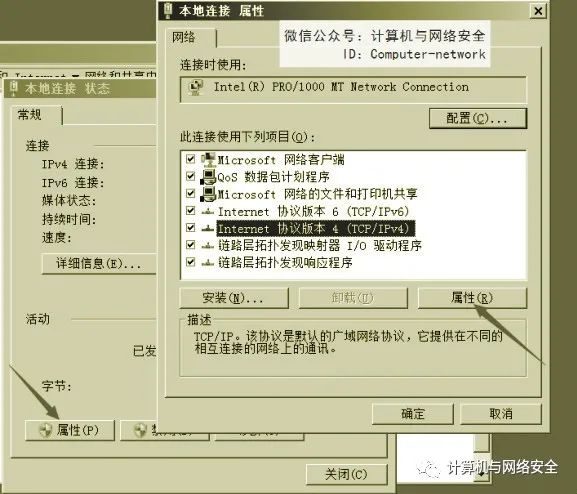 本地连接 属性
微信公众号：计算机与网络安全
ID: Computer-network
网络
连接时使用:
Intel(R) PRO/1000 MT Network Connection
配置(C)...
此连接使用下列项目(O):
Microsoft 网络客户端
QoS 数据包计划程序
Microsoft 网络的文件和打印机共享
Internet 协议版本 6 (TCP/IPv6)
Internet 协议版本 4 (TCP/IPv4)
链路层拓扑发现映射器 I/O 驱动程序
链路层拓扑发现响应程序
安装(N)...
卸载(U)
属性(R)
描述
TCP/IP。该协议是默认的广域网络协议，它提供在不同的
相互连接的网络上的通讯。
确定
取消
Internet
网络和共享中
本地连接 状态
常规
连接
IPv4 连接:
IPv6 连接:
媒体状态:
持续时间:
速度:
详细信息(E)...
活动
已发
字节:
属性(P)
关闭(C)
计算机与网络安全